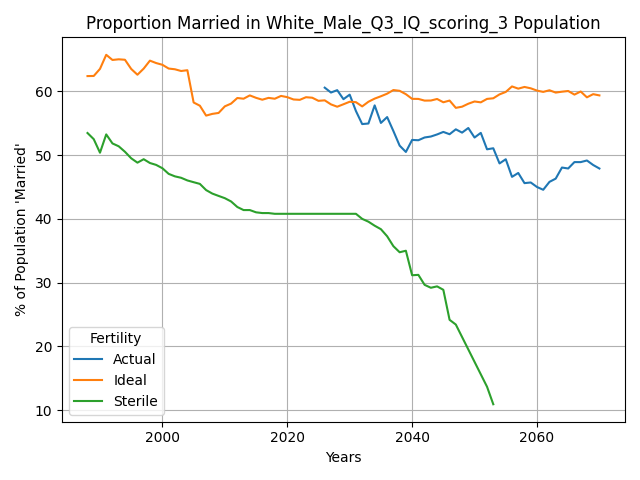 Proportion Married in White_Male_Q3_IQ_scoring_3 Population
% of Population 'Married'
60
50
40
30
20
10
Fertility
Actual
Ideal
Sterile
2000 2020 2040 2060
Years